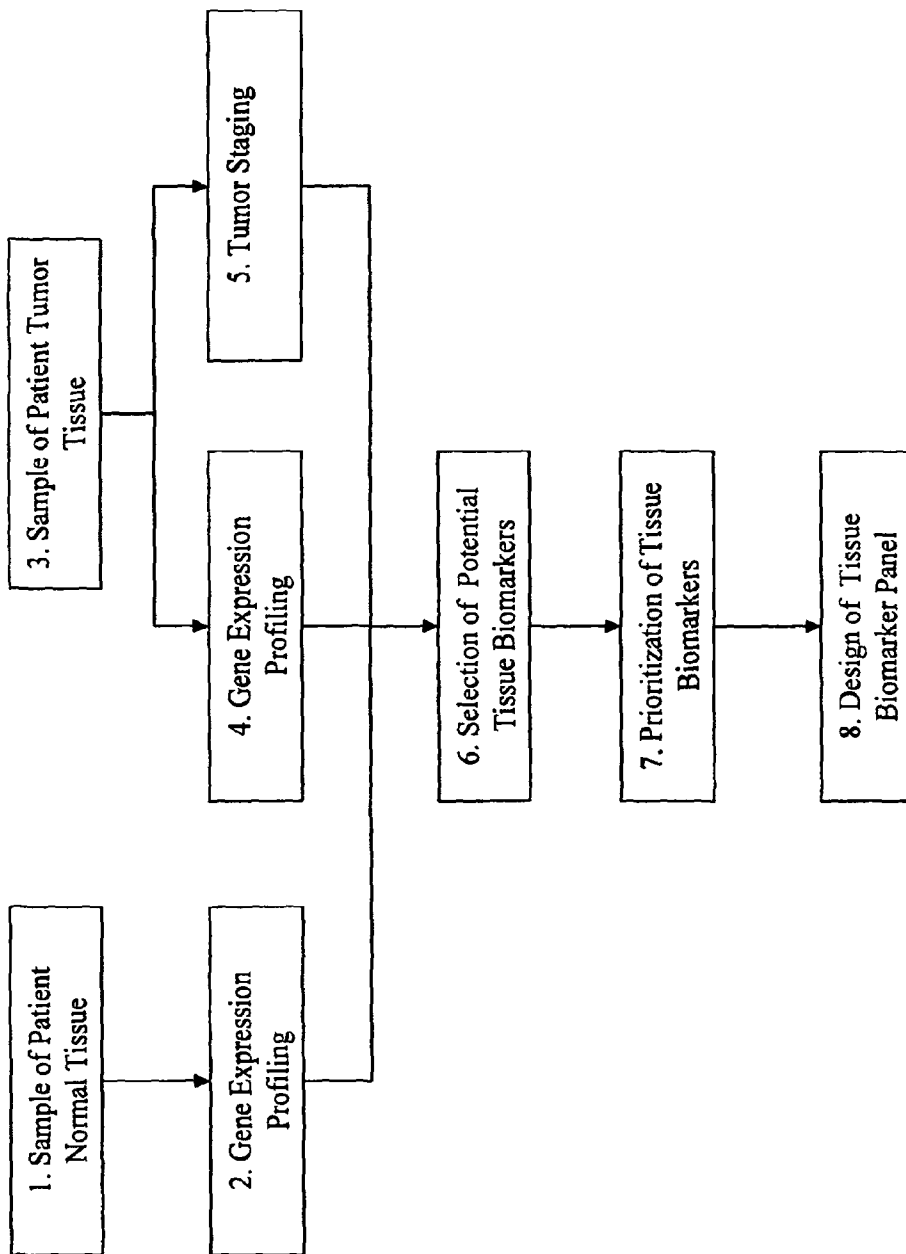 1. Sample of Patient
Normal Tissue
2. Gene Expression
Profiling
3. Sample of Patient Tumor
Tissue
4. Gene Expression
Profiling
5. Tumor Staging
6. Selection of Potential
Tissue Biomarkers
7. Prioritization of Tissue
Biomarkers
8. Design of Tissue
Biomarker Panel